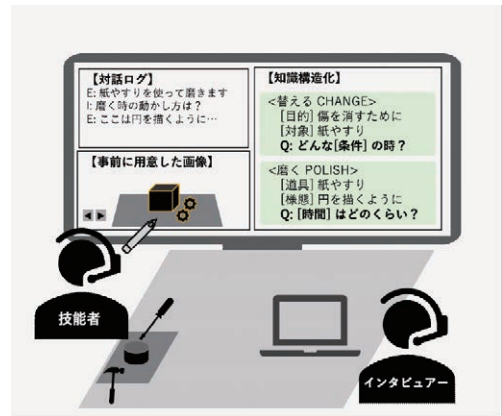 【対話ログ】
E: 紙やすりを使って磨きます
I: 磨く時の動かし方は？
E: ここは円を描くように…
【事前に用意した画像】
【知識構造化】
<替える CHANGE>
[目的] 傷を消すために
[対象] 紙やすり
Q: どんな[条件] の時？
<磨く POLISH>
[道具] 紙やすり
[様態] 円を描くように
Q: [時間] はどのくらい？
技能者
インタビュアー